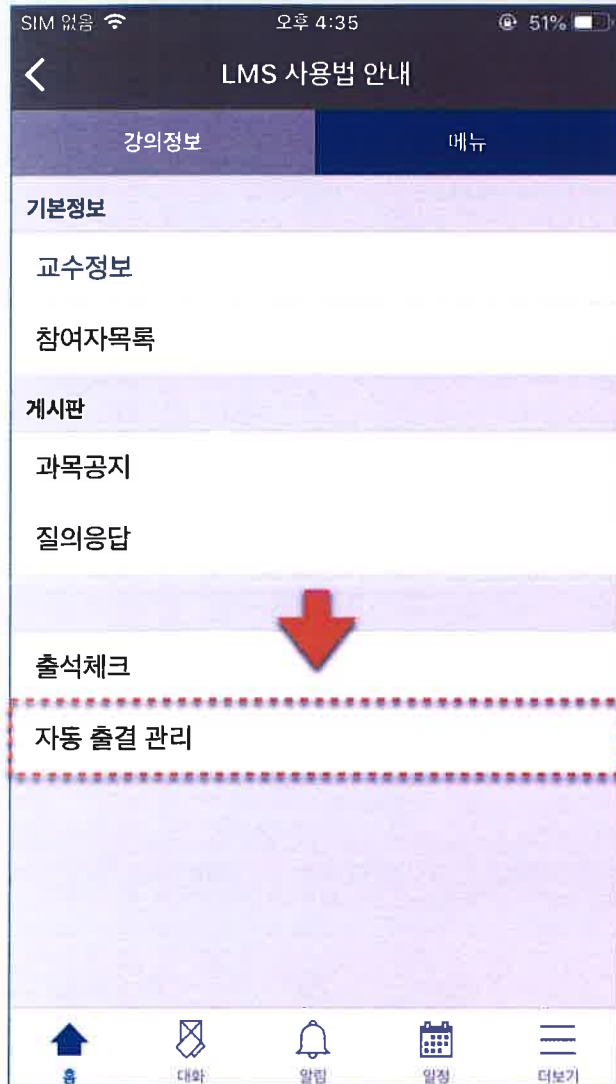 SIM 없음 오후 4:35 51%
LMS 사용법 안내
강의정보 메뉴
기본정보
교수정보
참여자목록
게시판
과목공지
질의응답
출석체크
자동 출결 관리
홈 대화 알림 일정 더보기